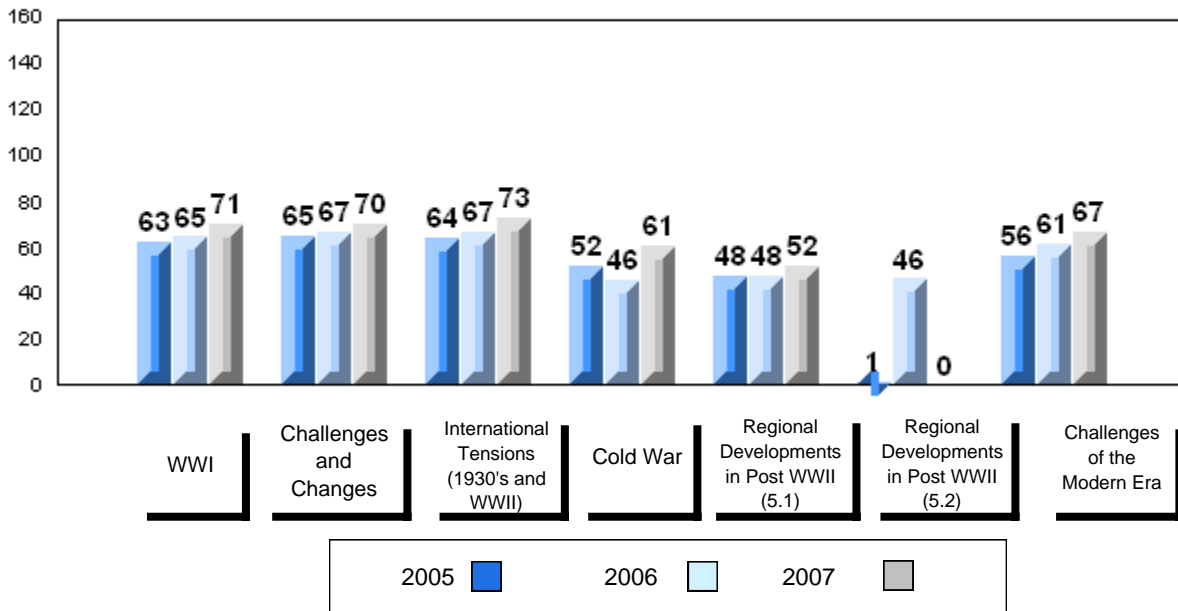 160
140
120
100
80
60
40
20
0
63 65 71
65 67 70
64 67 73
52 46 61
48 48 52
1 46 0
56 61 67
WWI
Challenges
and
Changes
International
Tensions
(1930's and
WWII)
Cold War
Regional
Developments
in Post WWII
(5.1)
Regional
Developments
in Post WWII
(5.2)
Challenges
of the
Modern Era
2005 2006 2007